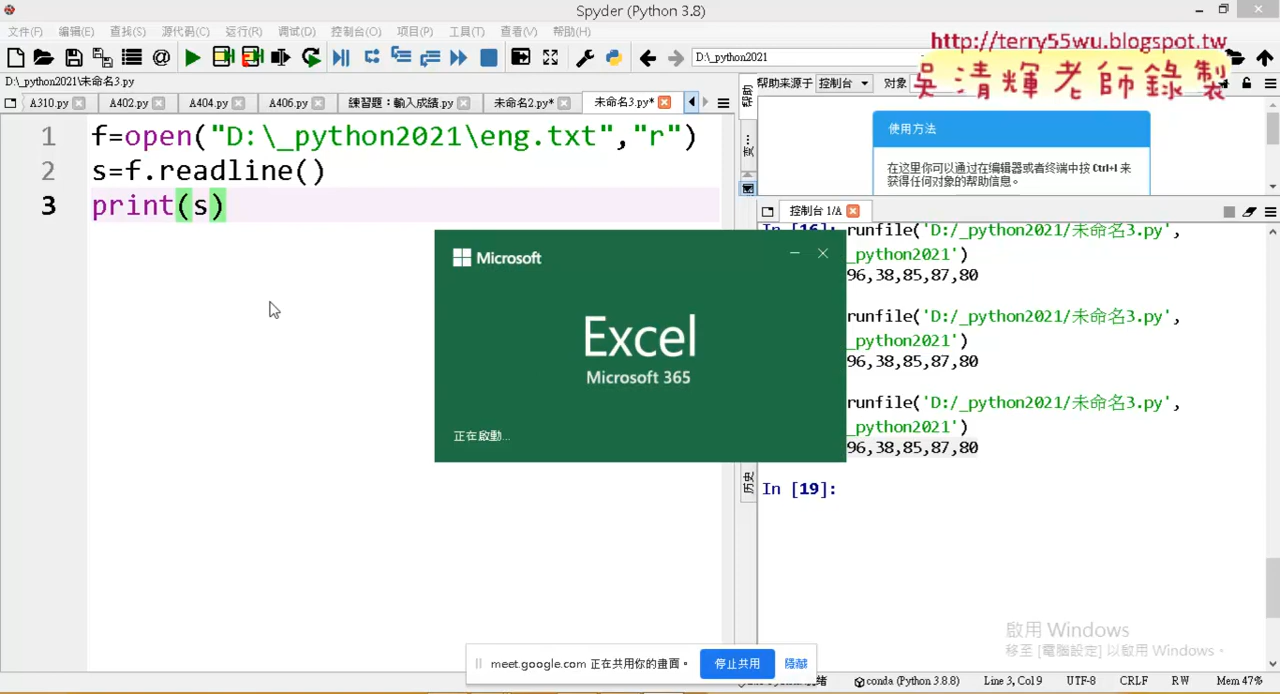 Spyder (Python 3.8)
文件(F) 编辑(E) 查找(S) 源代码(C) 运行(R) 调试(D) 控制台(O) 项目(P) 工具(T) 查看(V) 帮助(H)
http://terry55wu.blogspot.tw
D:\_python2021
吳清輝老師錄製
D:\_python2021\未命名3.py
帮助来源于 控制台 对象
A310.py A402.py A404.py A406.py 練習題：輸入成績.py 未命名2.py* 未命名3.py*
使用方法
在这里你可以通过在编辑器或者终端中按 Ctrl+I 来
获得任何对象的帮助信息。
1 f=open("D:\_python2021\eng.txt","r")
2 s=f.readline()
3 print(s)
控制台 1/A
In [16]: runfile('D:/_python2021/未命名3.py',
_python2021')
96,38,85,87,80
runfile('D:/_python2021/未命名3.py',
_python2021')
96,38,85,87,80
runfile('D:/_python2021/未命名3.py',
_python2021')
96,38,85,87,80
In [19]:
历史
Microsoft
Excel
Microsoft 365
正在啟動...
啟用 Windows
移至 [電腦設定] 以啟用 Windows。
meet.google.com 正在共用你的畫面。 停止共用 隱藏
conda (Python 3.8.8) Line 3, Col 9 UTF-8 CRLF RW Mem 47%